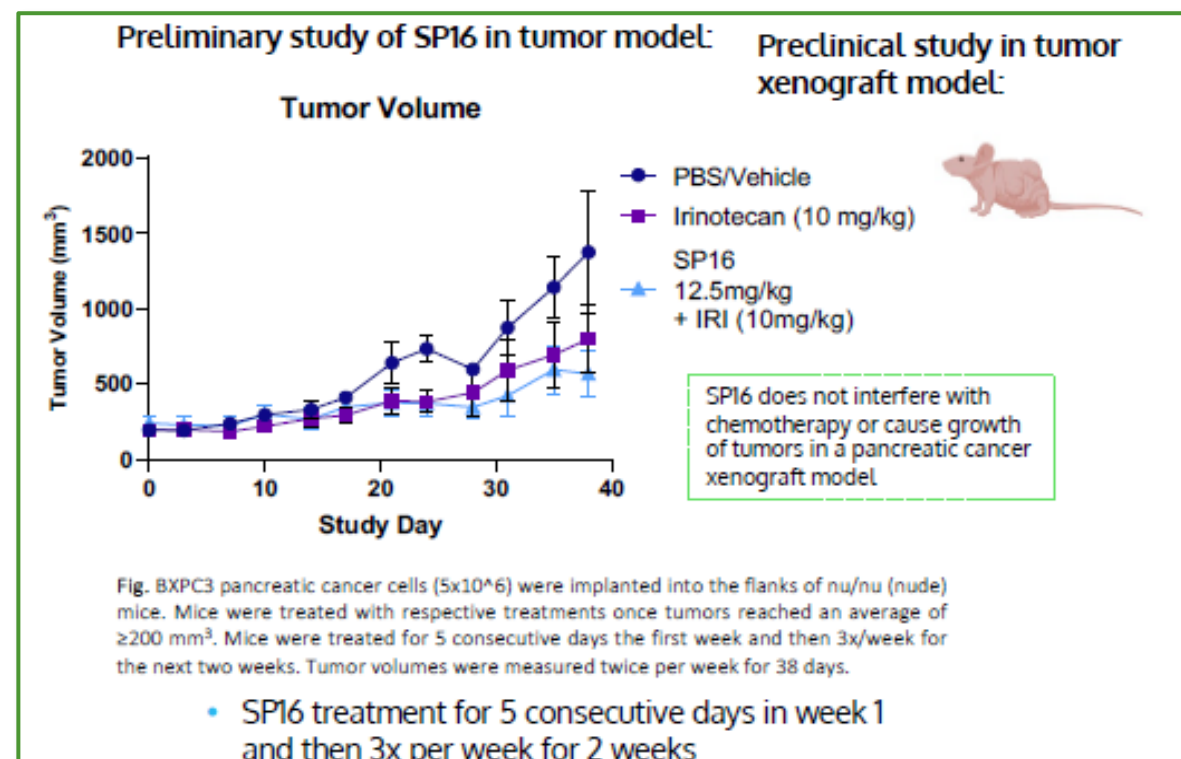 Preliminary study of SP16 in tumor model:
Preclinical study in tumor
xenograft model:
Tumor Volume
2000
1500
1000
500
0
Tumor Volume (mm³)
0 10 20 30 40
Study Day
PBS/Vehicle
Irinotecan (10 mg/kg)
SP16
12.5mg/kg
+ IRI (10mg/kg)
SP16 does not interfere with
chemotherapy or cause growth
of tumors in a pancreatic cancer
xenograft model
Fig. BXPC3 pancreatic cancer cells (5x10^6) were implanted into the flanks of nu/nu (nude)
mice. Mice were treated with respective treatments once tumors reached an average of
≥200 mm³. Mice were treated for 5 consecutive days the first week and then 3x/week for
the next two weeks. Tumor volumes were measured twice per week for 38 days.
• SP16 treatment for 5 consecutive days in week 1
and then 3x per week for 2 weeks